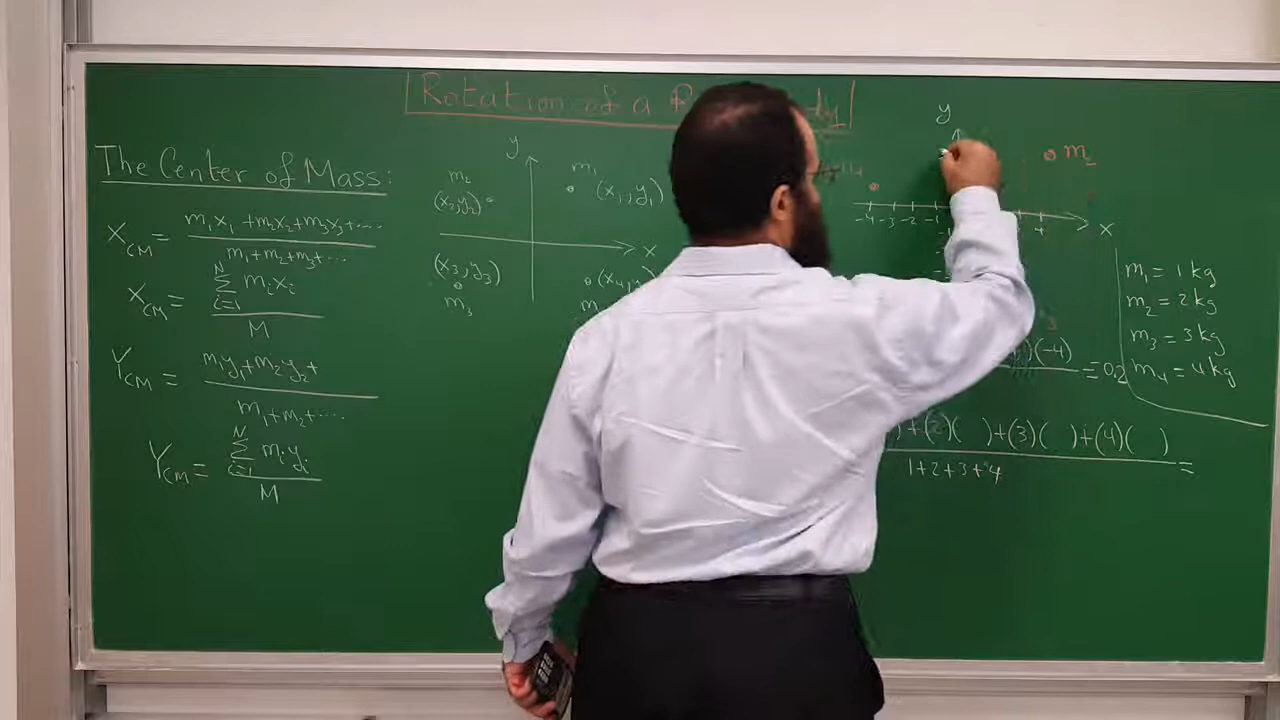 Rotation of a
The Center of Mass:
X_CM = m₁x₁ + m₂x₂+m₃x₃+....
m₁+m₂+m₃+...
X_CM = N Σ i=1 m_i x_i
M
Y_CM = m₁y₁+m₂y₂+
m₁+m₂+....
Y_CM = N Σ i=1 m_i y_i
M
y
m₂
(x₂,y₂)
m₁
(x₁,y₁)
x
(x₃,y₃)
m₃
(x₄,y
y
m₂
-4 -3 -2 -1
4
x
-1
m₁ = 1 kg
m₂ = 2 kg
m₃ = 3 kg
m₄ = 4 kg
)(-4)
= 0.2
)+(2)( )+(3)( )+(4)( )
1+2+3+4
=